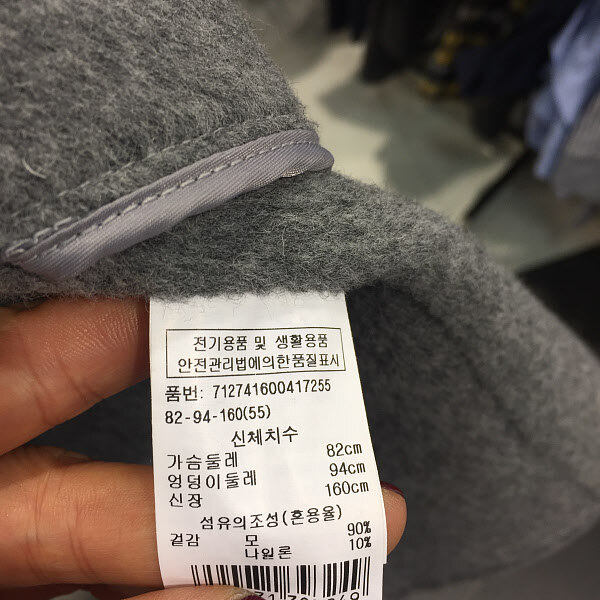 전기용품 및 생활용품
안전관리법에의한품질표시
품번: 712741600417255
82-94-160(55)
신체치수
가슴둘레 82cm
엉덩이둘레 94cm
신장 160cm
섬유의조성(혼용율)
겉감 모 90%
나일론 10%